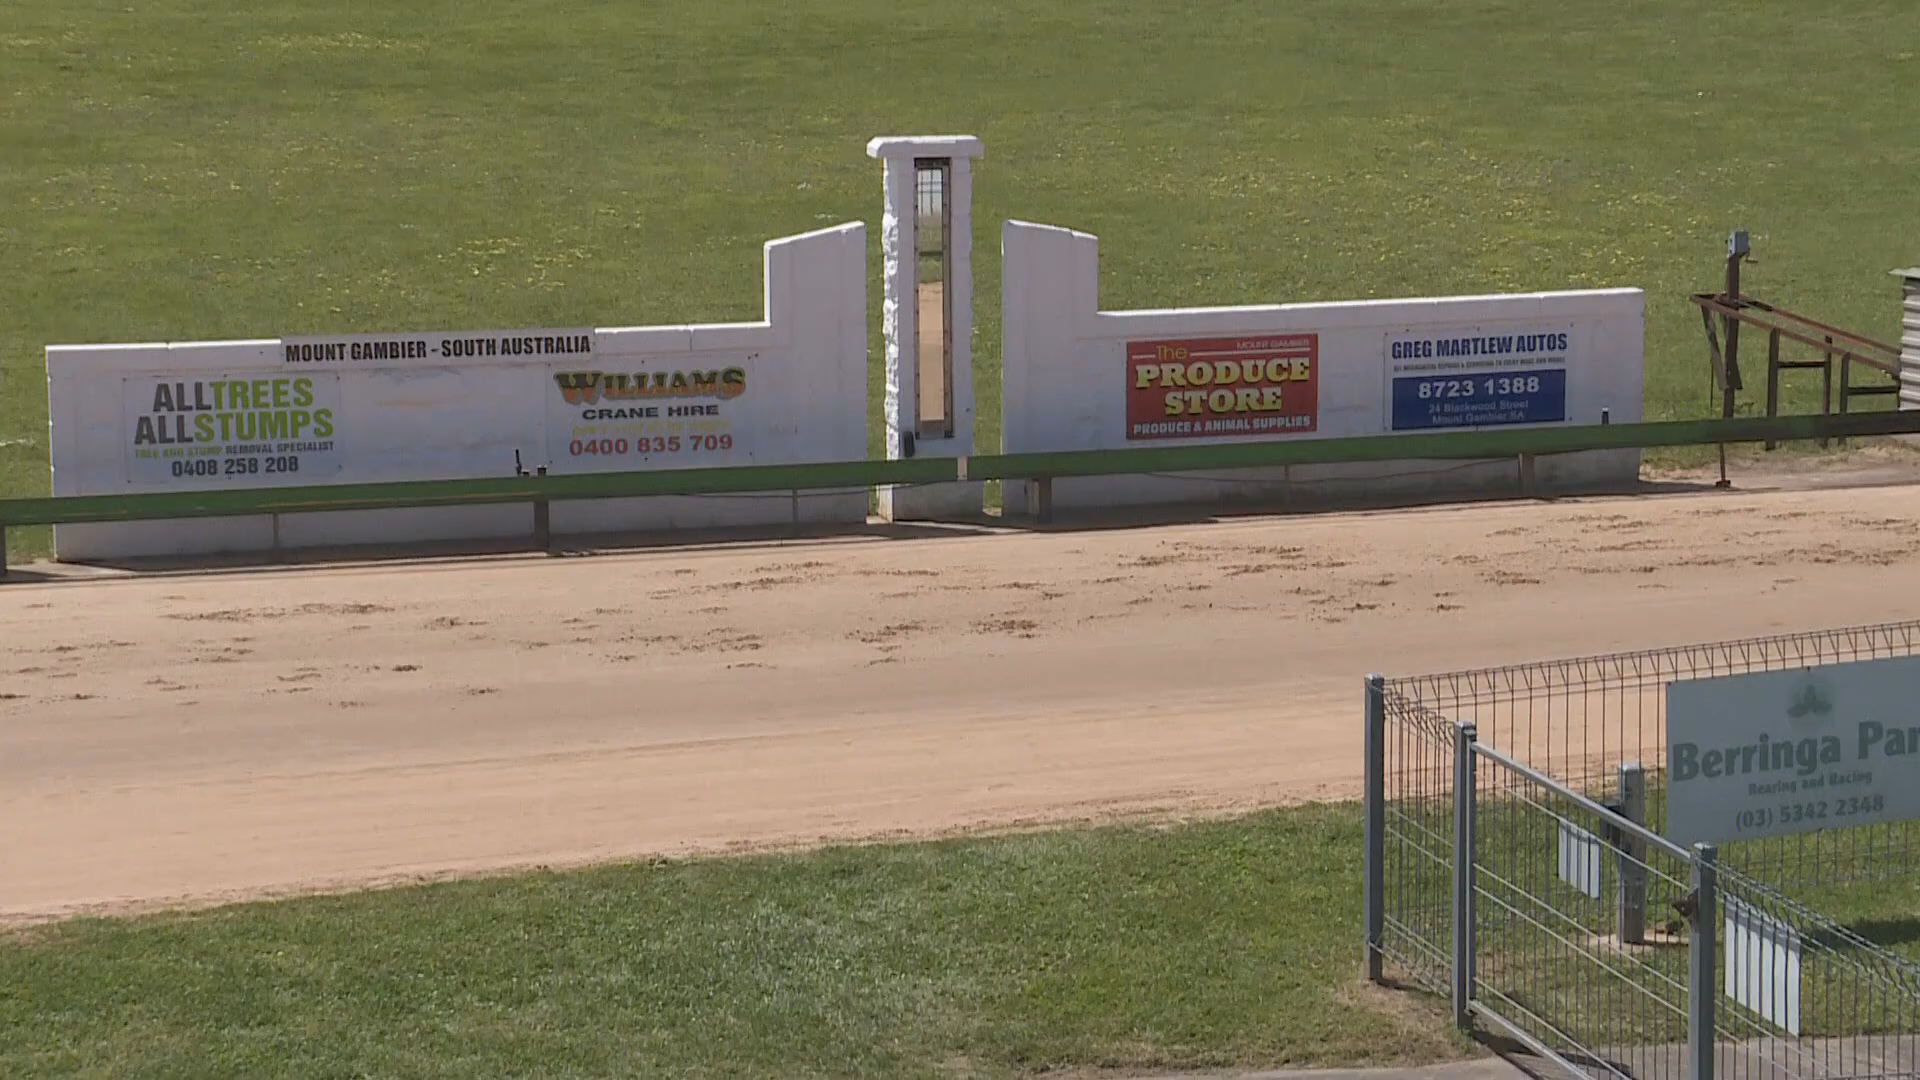 MOUNT GAMBIER - SOUTH AUSTRALIA
ALLTREES
ALLSTUMPS
TREE AND STUMP REMOVAL SPECIALIST
0408 258 208
WILLIAMS
CRANE HIRE
0400 835 709
MOUNT GAMBIER
The
PRODUCE
STORE
PRODUCE & ANIMAL SUPPLIES
GREG MARTLEW AUTOS
8723 1388
24 Blackwood Street
Mount Gambier SA
Berringa Par
Rearing and Racing
(03) 5342 2348